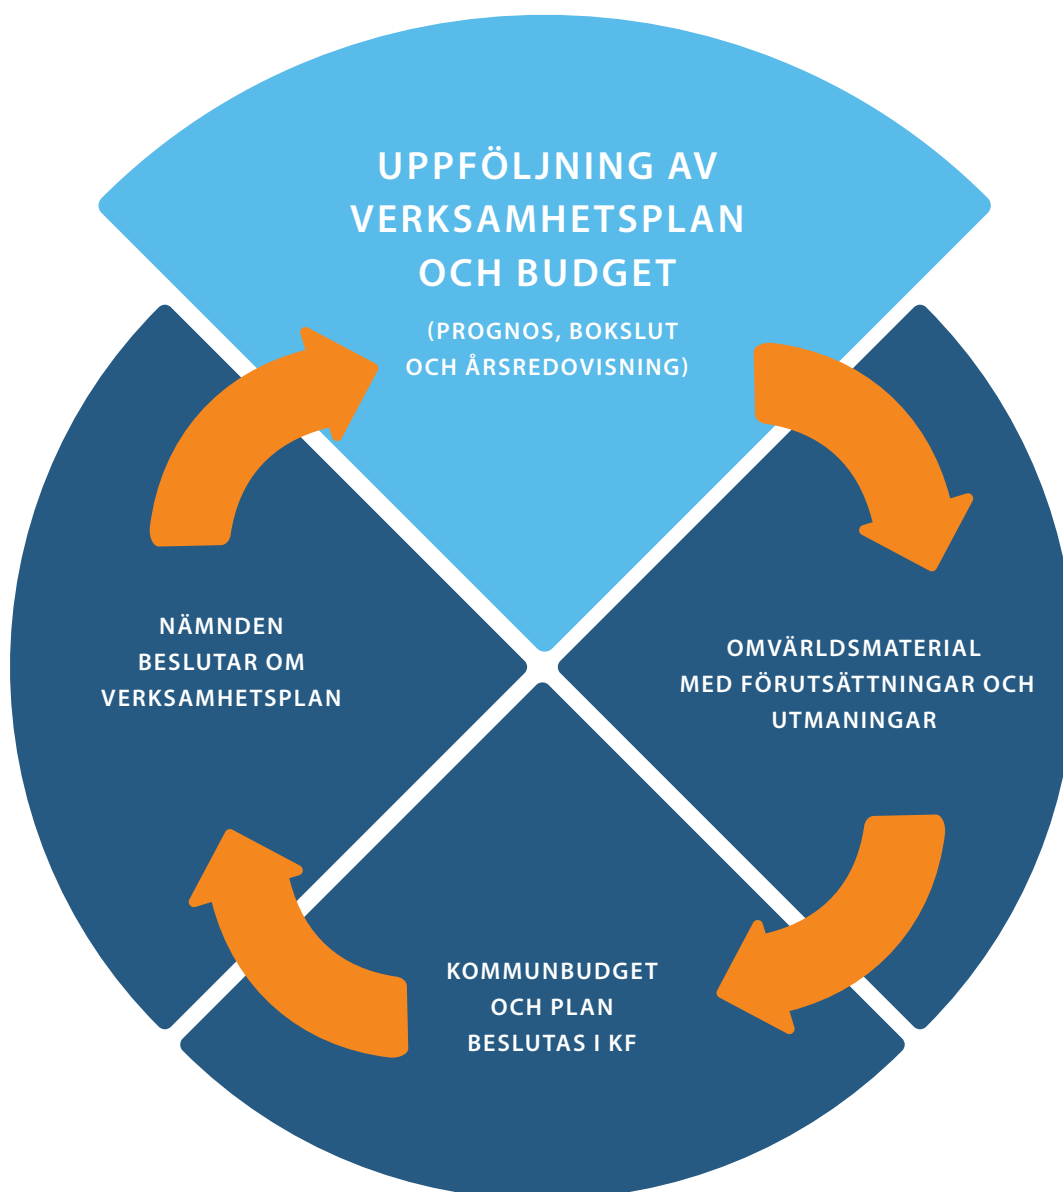 UPPFÖLJNING AV
VERKSAMHETSPLAN
OCH BUDGET
(PROGNOS, BOKSLUT
OCH ÅRSREDOVISNING)
OMVÄRLDSMATERIAL
MED FÖRUTSÄTTNINGAR OCH
UTMANINGAR
KOMMUNBUDGET
OCH PLAN
BESLUTAS I KF
NÄMNDEN
BESLUTAR OM
VERKSAMHETSPLAN